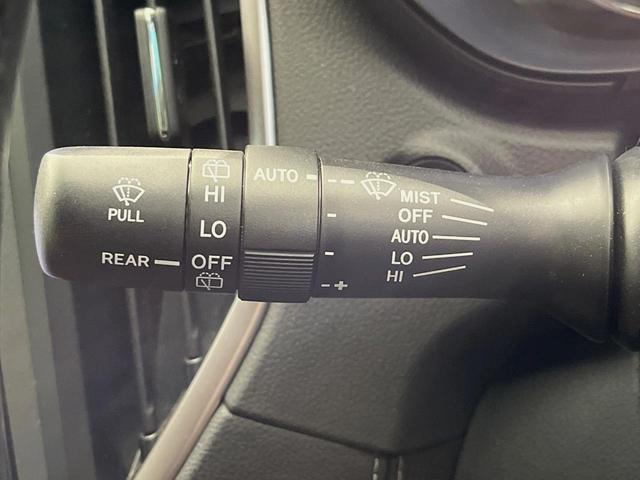 PULL
REAR
HI
LO
OFF
AUTO
- -
-
-
- +
MIST
OFF
AUTO
LO
HI